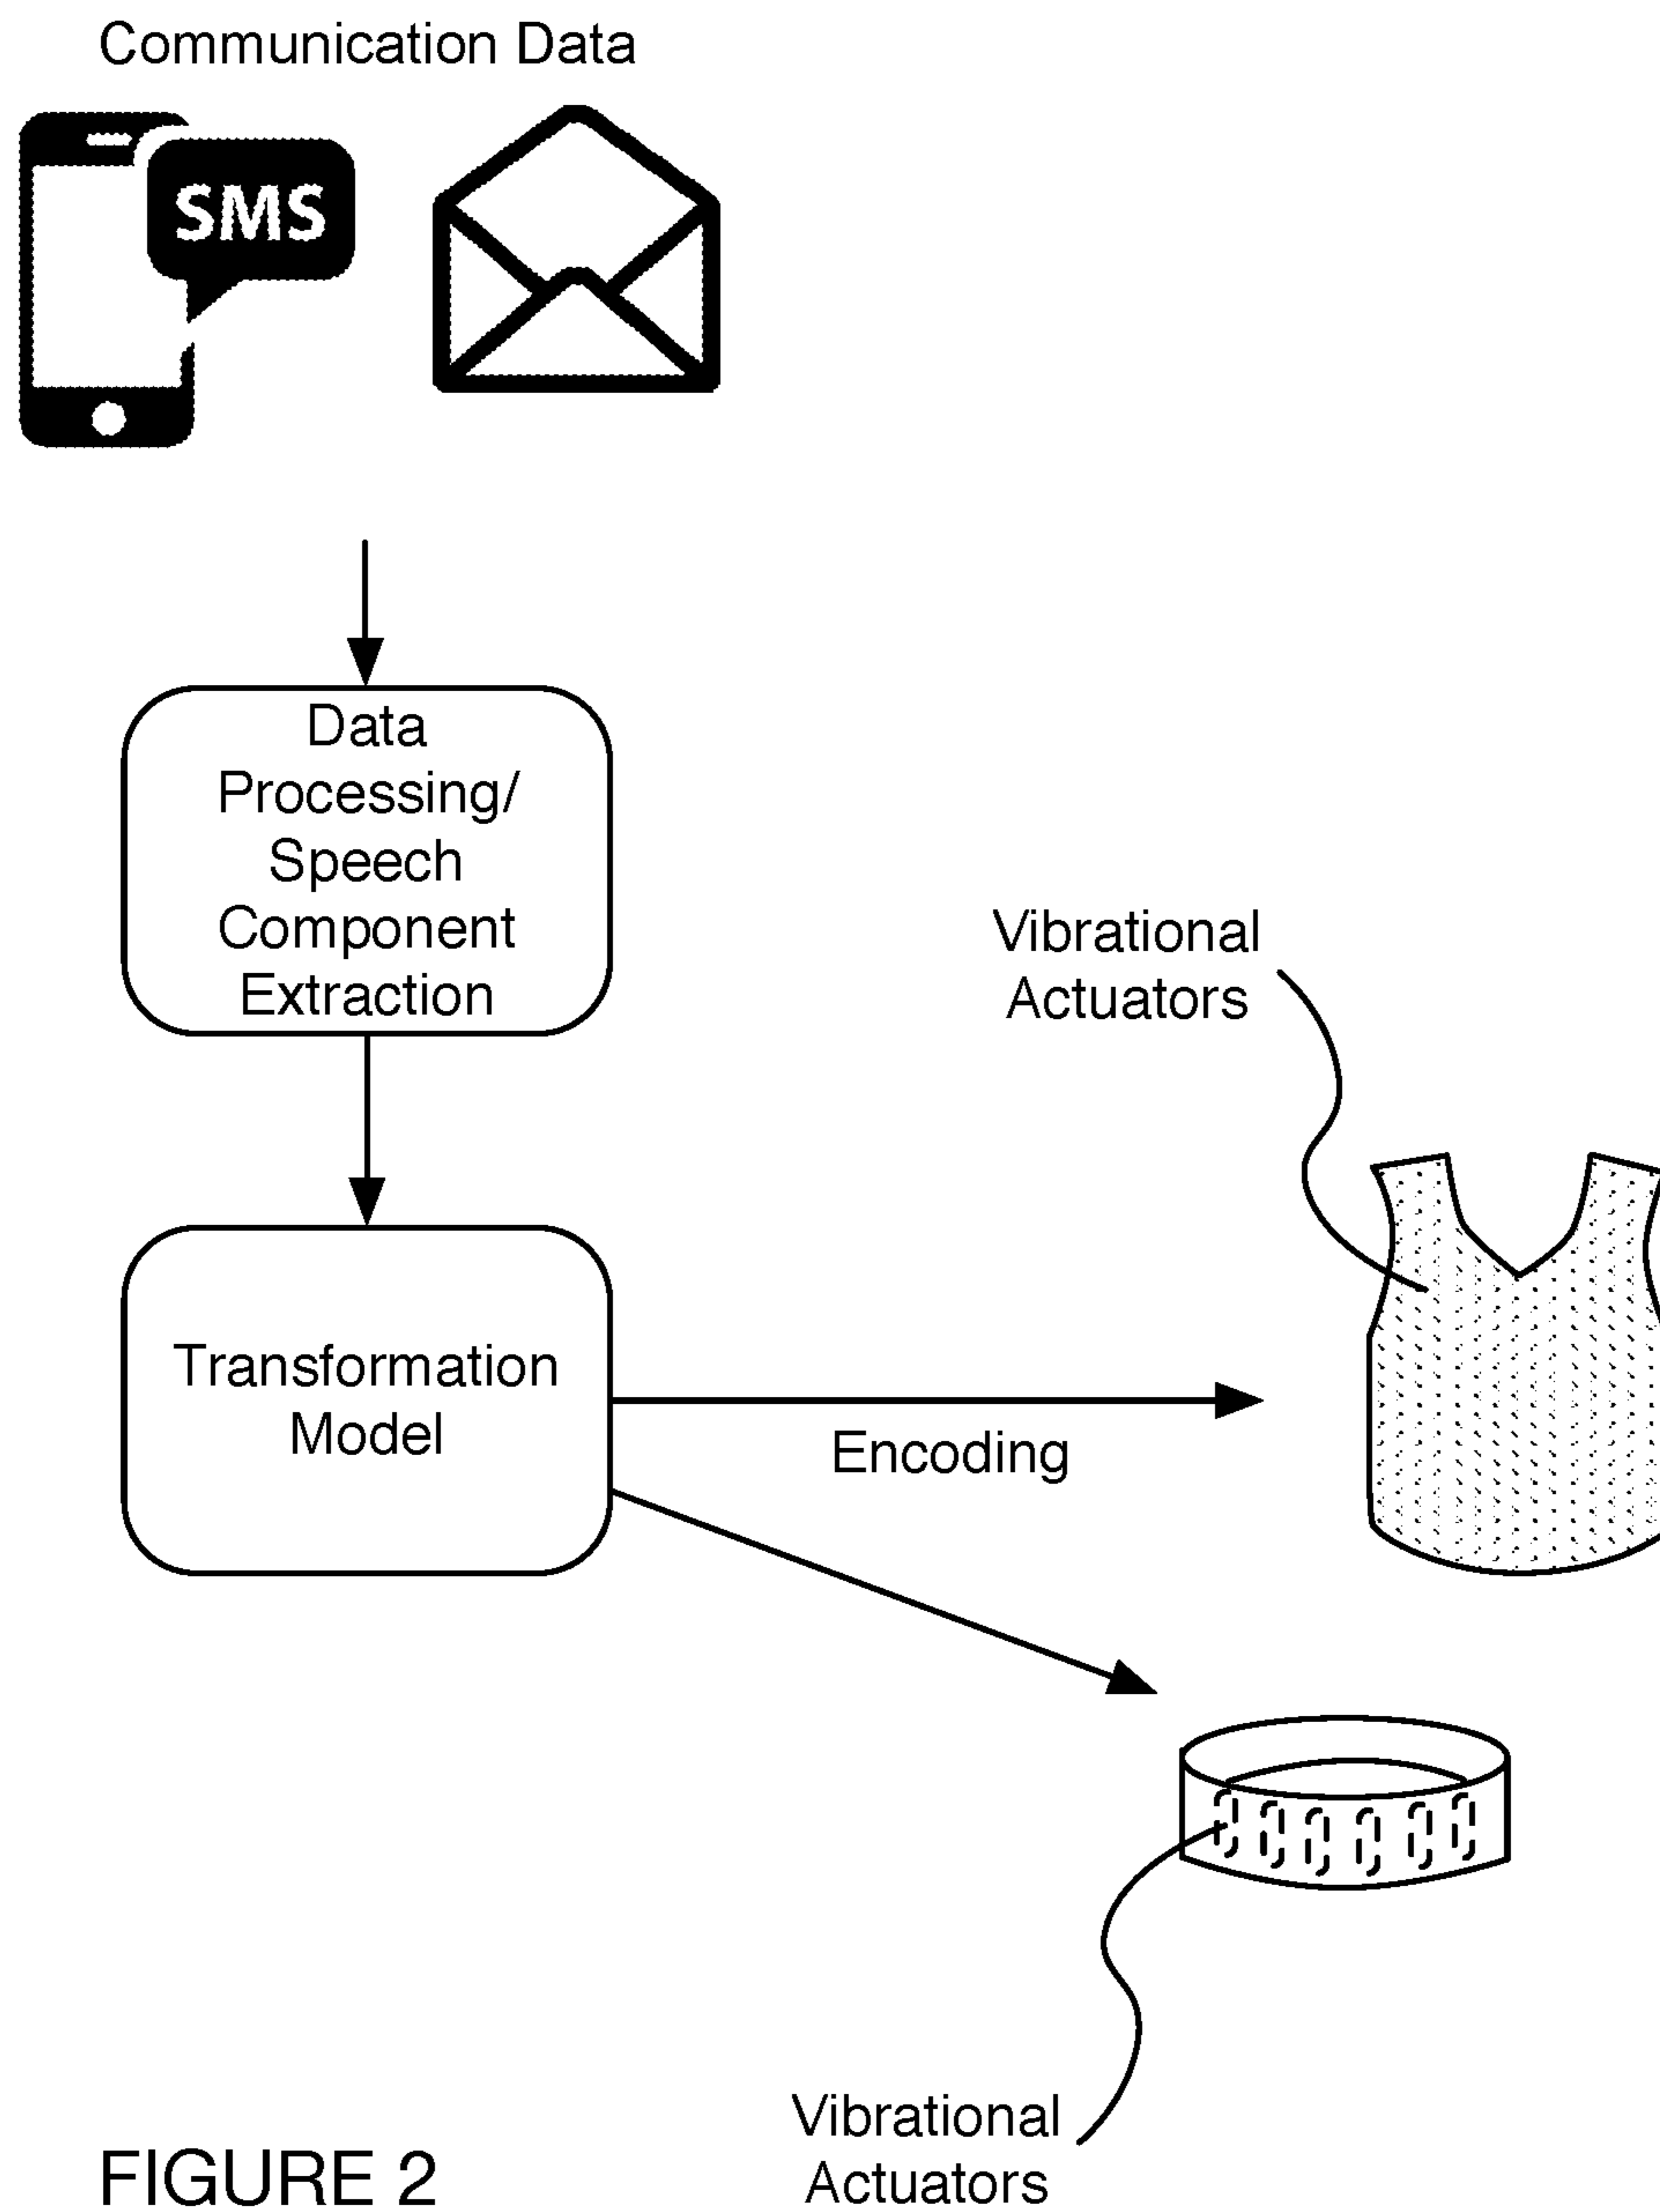 Communication Data
SMS
Data
Processing/
Speech
Component
Extraction
Vibrational
Actuators
Transformation
Model
Encoding
Vibrational
Actuators
FIGURE 2